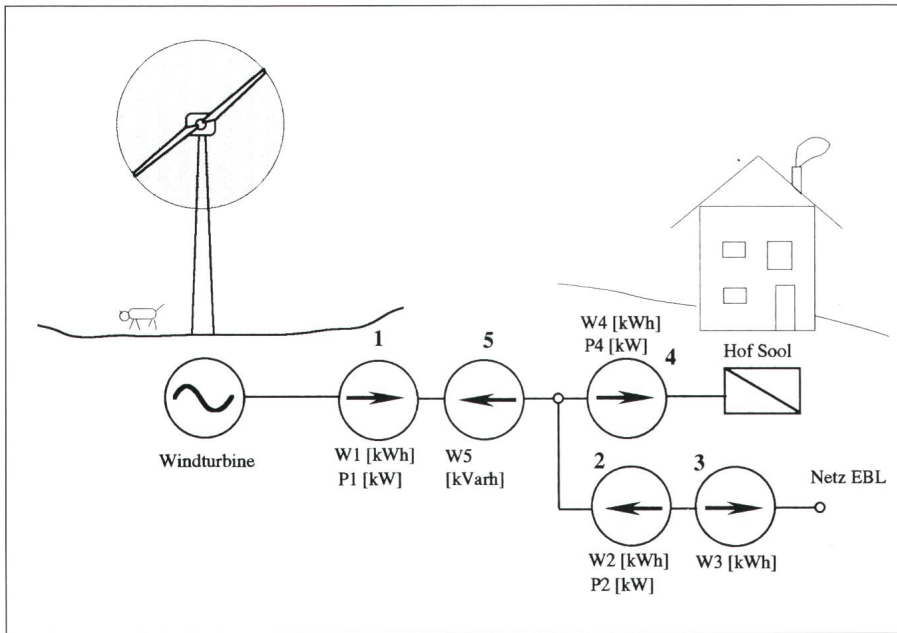 1
5
W4 [kWh]
P4 [kW]
4
Hof Sool
Windturbine
W1 [kWh]
P1 [kW]
W5
[kVarh]
2
3
Netz EBL
W2 [kWh]
P2 [kW]
W3 [kWh]